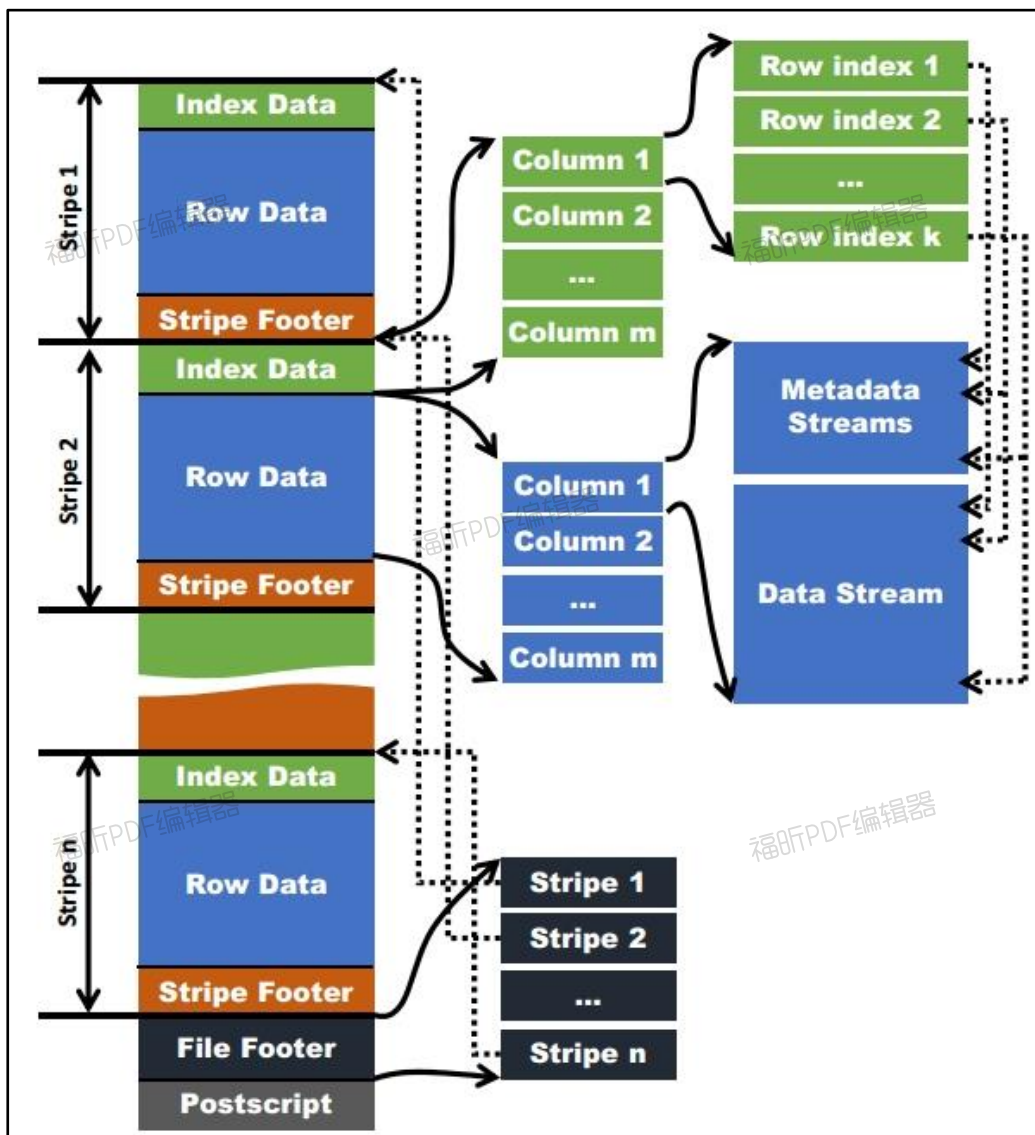 Stripe 1
Index Data
Row Data
Stripe Footer
Stripe 2
Index Data
Row Data
Stripe Footer
Stripe n
Index Data
Row Data
Stripe Footer
File Footer
Postscript
Column 1
Column 2
...
Column m
Row index 1
Row index 2
...
Row index k
Column 1
Column 2
...
Column m
Metadata
Streams
Data Stream
Stripe 1
Stripe 2
...
Stripe n
福昕PDF编辑器
福昕PDF编辑器
福昕PDF编辑器
福昕PDF编辑器
福昕PDF编辑器